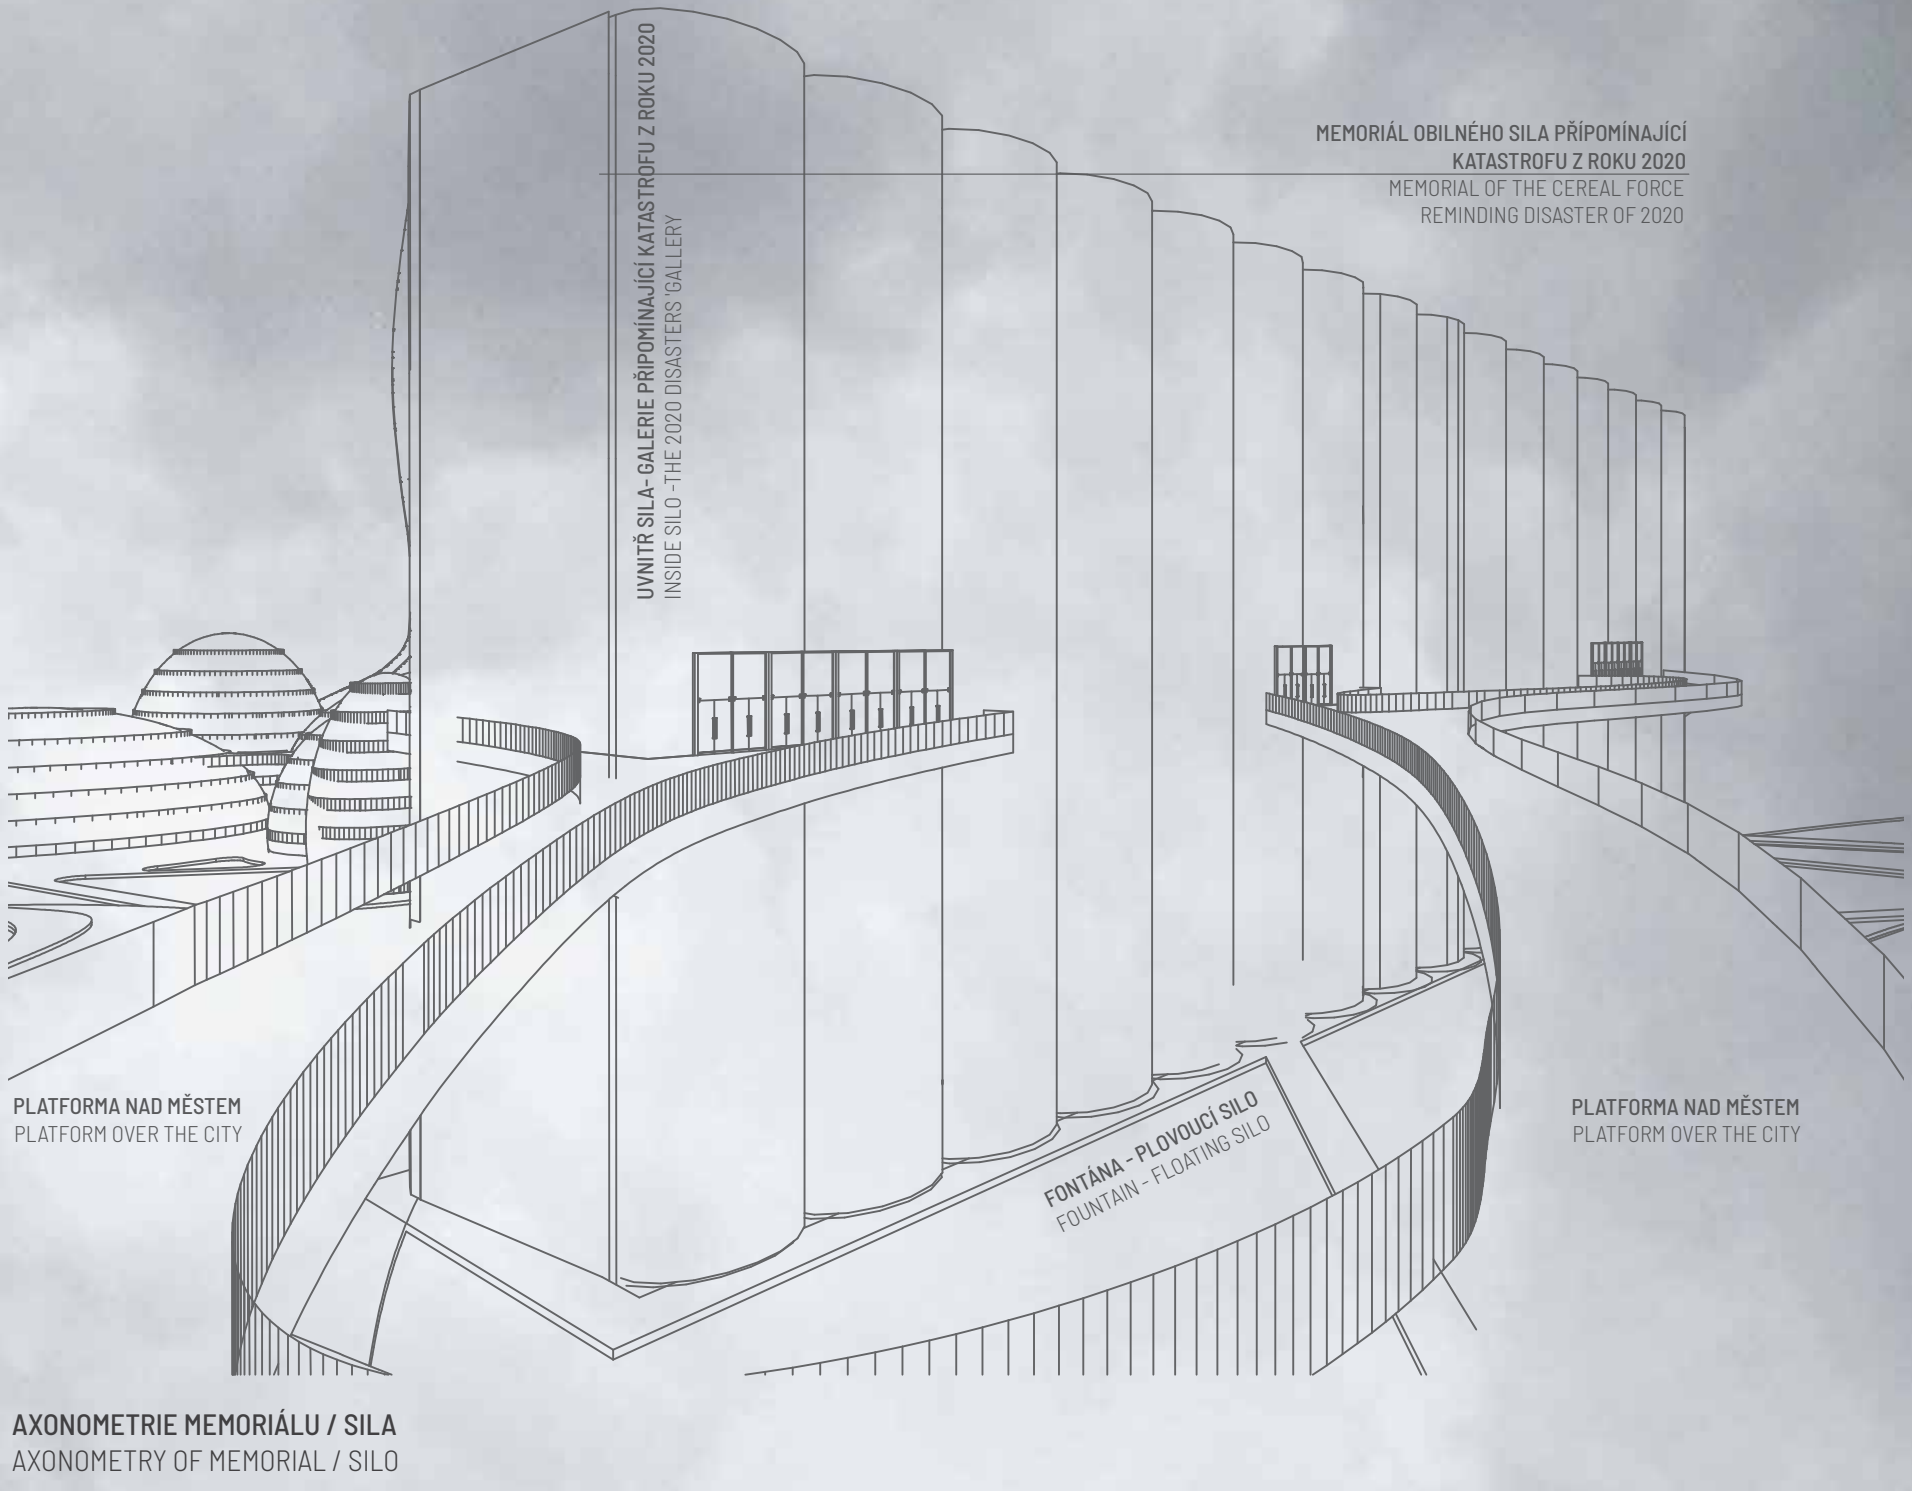 UVNITŘ SILA- GALERIE PŘIPOMÍNAJÍCÍ KATASTROFU Z ROKU 2020
INSIDE SILO -THE 2020 DISASTERS 'GALLERY
MEMORIÁL OBILNÉHO SILA PŘÍPOMÍNAJÍCÍ
KATASTROFU Z ROKU 2020
MEMORIAL OF THE CEREAL FORCE
REMINDING DISASTER OF 2020
PLATFORMA NAD MĚSTEM
PLATFORM OVER THE CITY
FONTÁNA - PLOVOUCÍ SILO
FOUNTAIN - FLOATING SILO
PLATFORMA NAD MĚSTEM
PLATFORM OVER THE CITY
AXONOMETRIE MEMORIÁLU / SILA
AXONOMETRY OF MEMORIAL / SILO